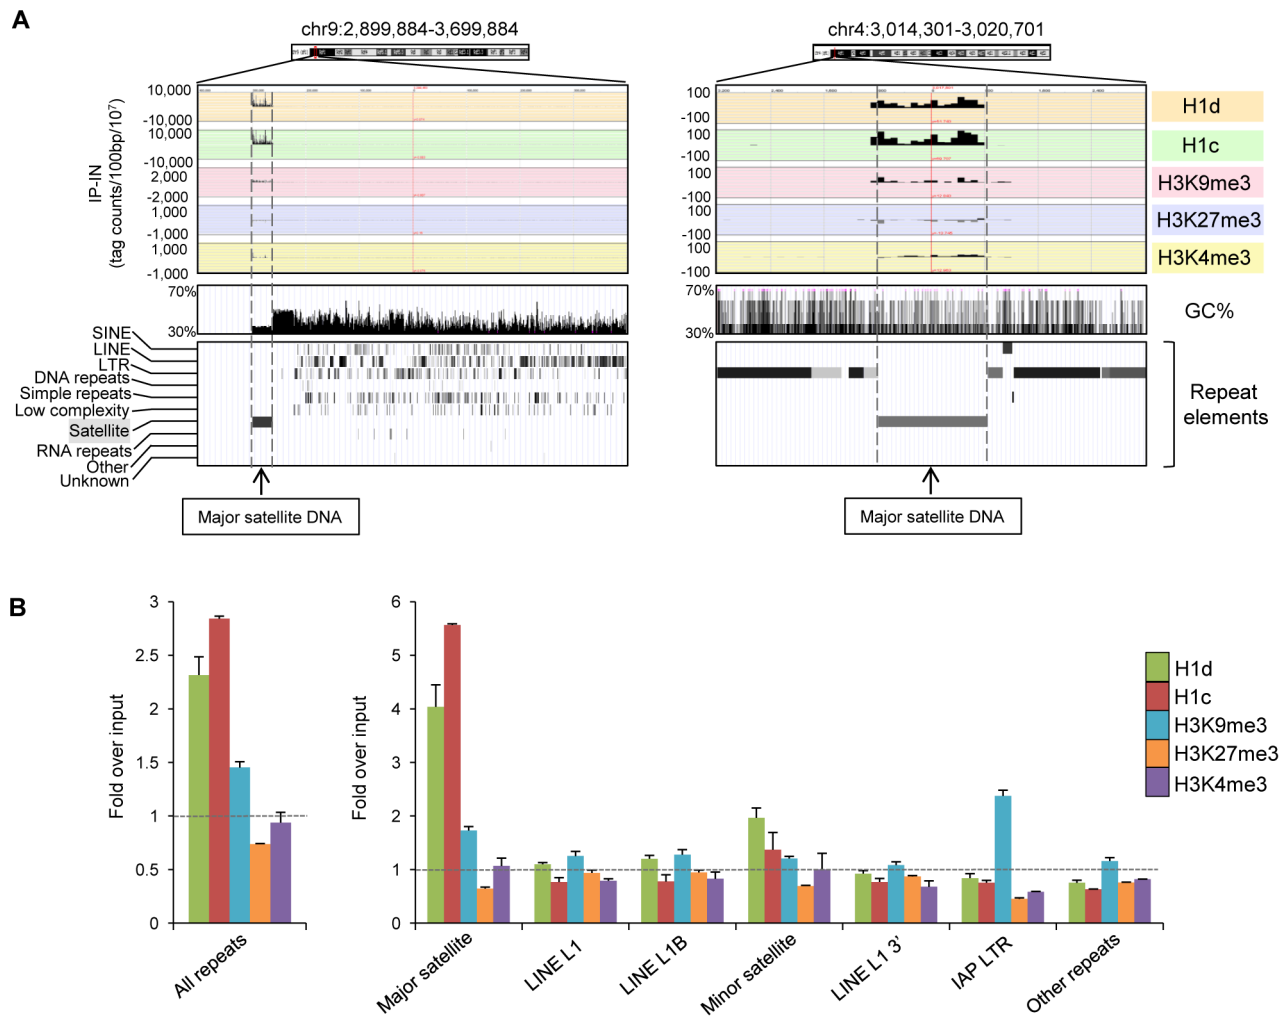 A
chr9:2,899,884-3,699,884
chr4:3,014,301-3,020,701
IP-IN
(tag counts/100bp/10⁷)
10,000
-10,000
10,000
-10,000
2,000
-2,000
1,000
-1,000
1,000
-1,000
70%
30%
100
-100
100
-100
100
-100
100
-100
100
-100
70%
30%
H1d
H1c
H3K9me3
H3K27me3
H3K4me3
GC%
SINE
LINE
LTR
DNA repeats
Simple repeats
Low complexity
Satellite
RNA repeats
Other
Unknown
Repeat
elements
Major satellite DNA
Major satellite DNA
B
Fold over input
3
2.5
2
1.5
1
0.5
0
All repeats
Fold over input
6
5
4
3
2
1
0
Major satellite
LINE L1
LINE L1B
Minor satellite
LINE L1 3'
IAP LTR
Other repeats
H1d
H1c
H3K9me3
H3K27me3
H3K4me3